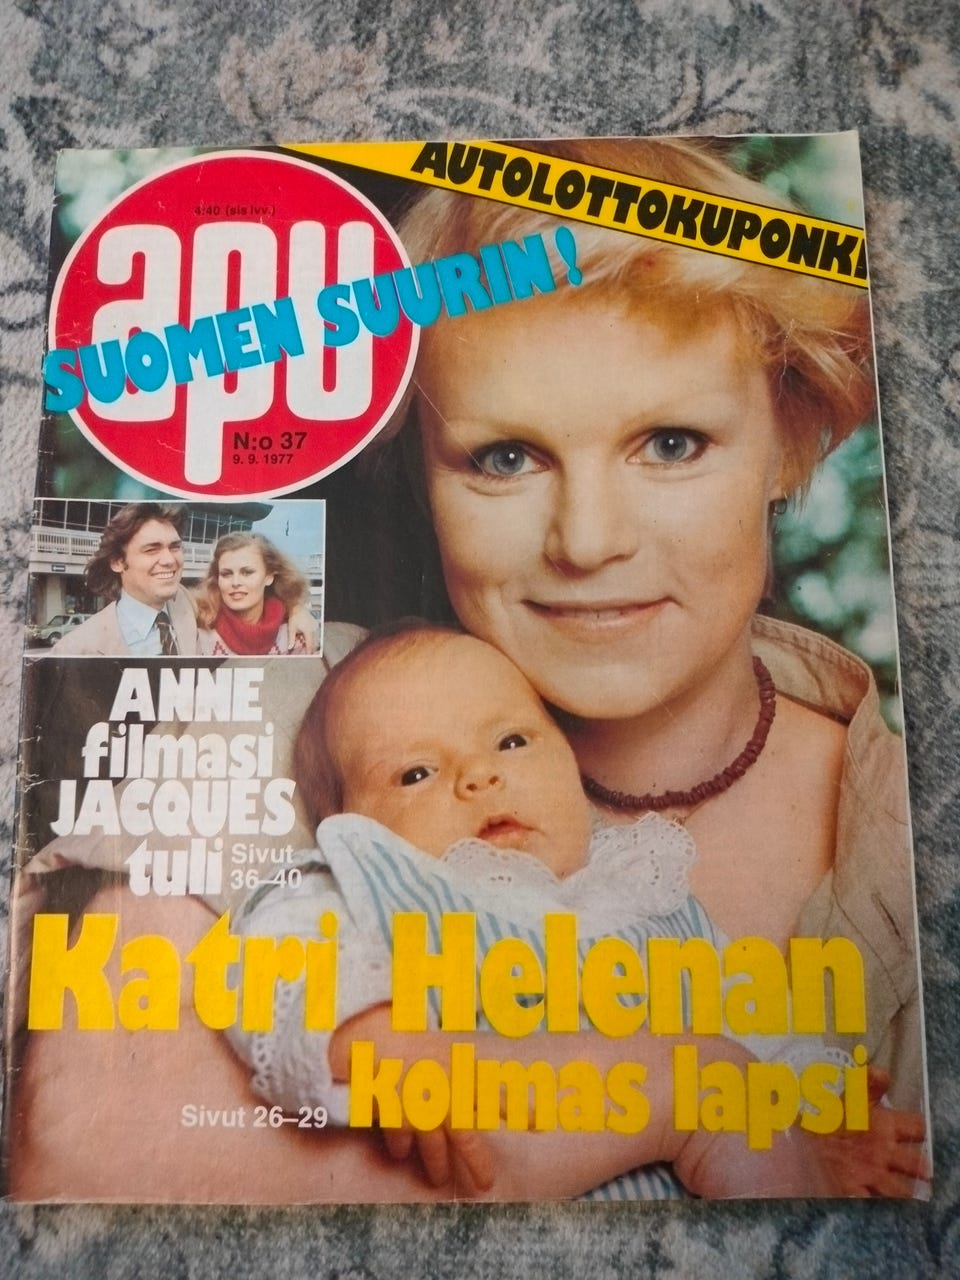 AUTOLOTTOKUPONKI
4:40 (sis lvv.)
apu
SUOMEN SUURIN!
N:o 37
9. 9. 1977
ANNE
filmasi
JACQUES
tuli
Sivut
36–40
Katri Helenan
kolmas lapsi
Sivut 26–29